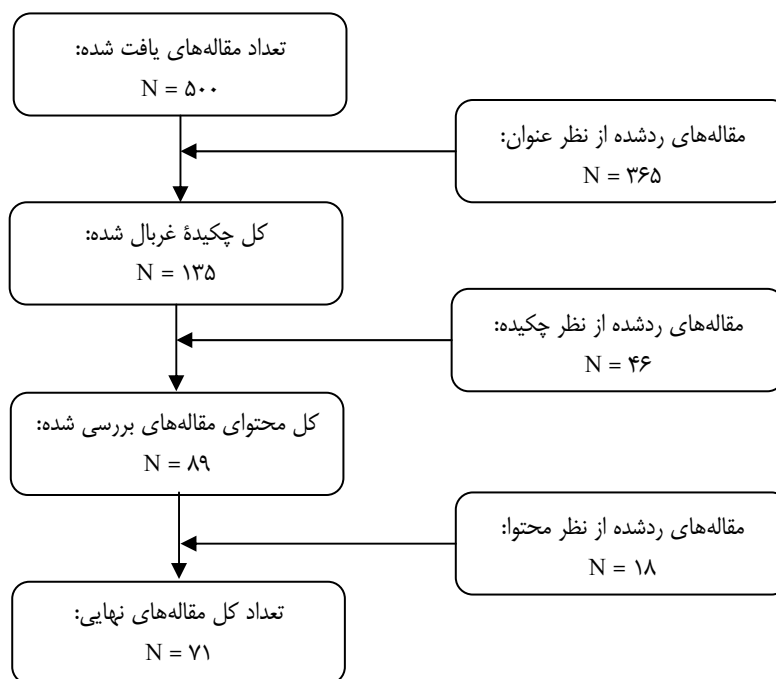 تعداد مقاله‌های یافت شده:
N = ۵۰۰
مقاله‌های ردشده از نظر عنوان:
N = ۳۶۵
کل چکیدۀ غربال شده:
N = ۱۳۵
مقاله‌های ردشده از نظر چکیده:
N = ۴۶
کل محتوای مقاله‌های بررسی شده:
N = ۸۹
مقاله‌های ردشده از نظر محتوا:
N = ۱۸
تعداد کل مقاله‌های نهایی:
N = ۷۱